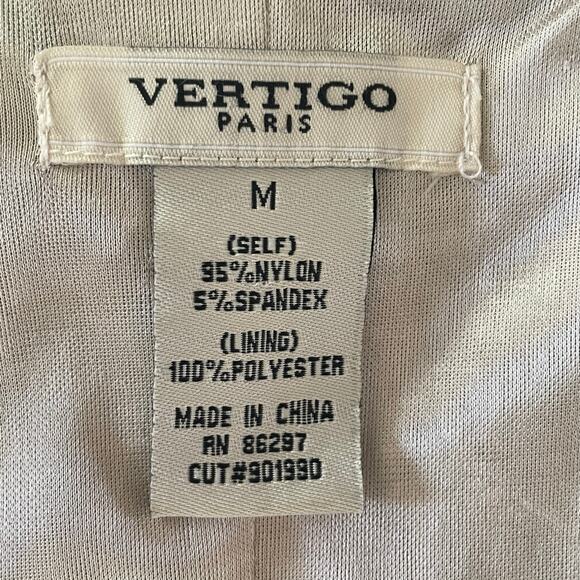 VERTIGO
PARIS
M
(SELF)
95%NYLON
5%SPANDEX
(LINING)
100%POLYESTER
MADE IN CHINA
RN 86297
CUT#901990